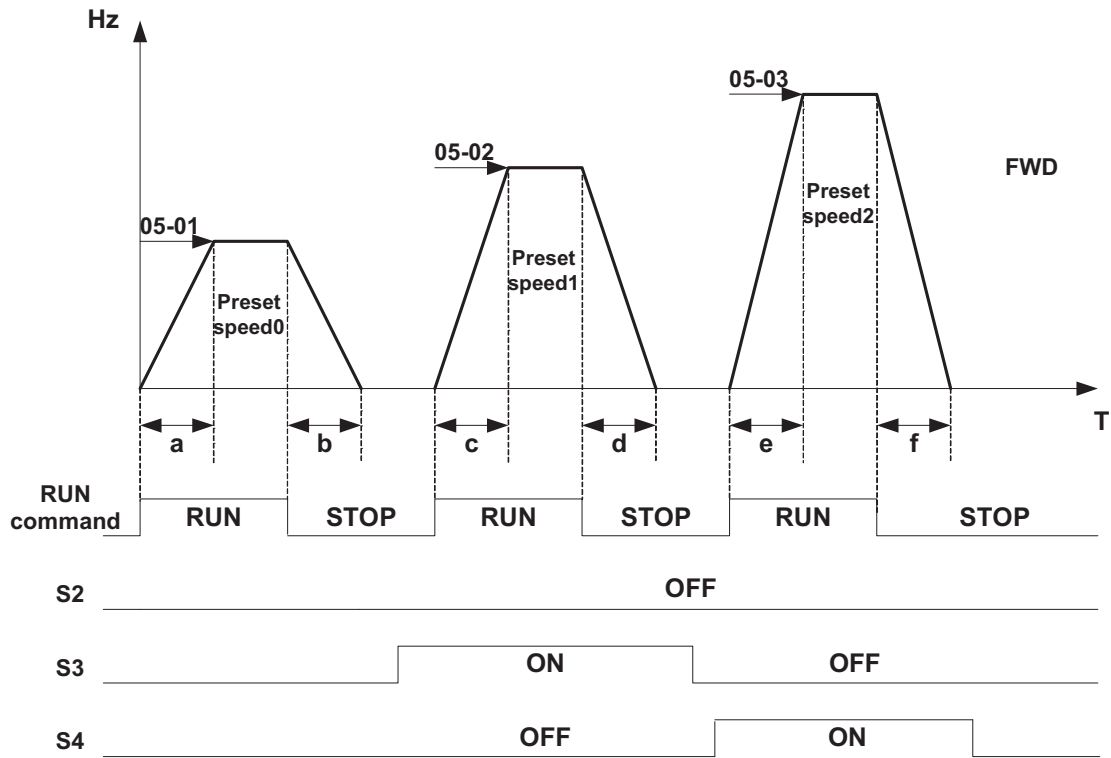 Hz
05-03
05-02
FWD
05-01
Preset
speed2
Preset
speed1
Preset
speed0
T
a
b
c
d
e
f
RUN
command
RUN
STOP
RUN
STOP
RUN
STOP
S2
OFF
S3
ON
OFF
S4
OFF
ON